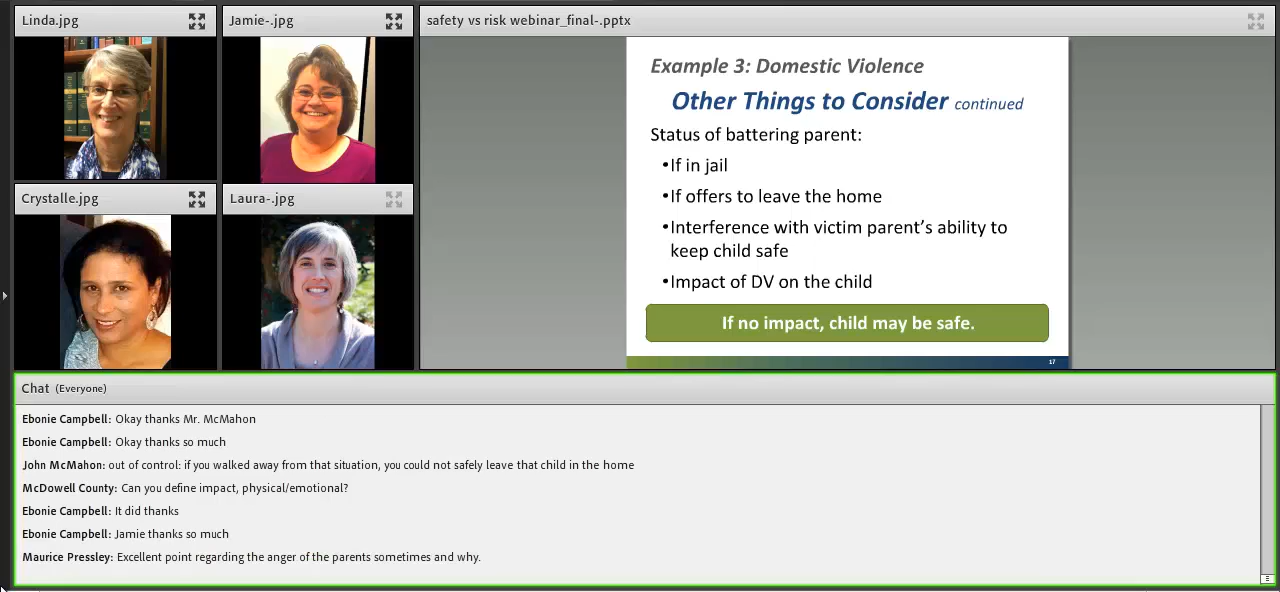 Linda.jpg
Jamie-.jpg
safety vs risk webinar_final-.pptx
Crystalle.jpg
Laura-.jpg
Example 3: Domestic Violence
Other Things to Consider continued
Status of battering parent:
•If in jail
•If offers to leave the home
•Interference with victim parent's ability to
keep child safe
•Impact of DV on the child
If no impact, child may be safe.
17
Chat (Everyone)
Ebonie Campbell: Okay thanks Mr. McMahon
Ebonie Campbell: Okay thanks so much
John McMahon: out of control: if you walked away from that situation, you could not safely leave that child in the home
McDowell County: Can you define impact, physical/emotional?
Ebonie Campbell: It did thanks
Ebonie Campbell: Jamie thanks so much
Maurice Pressley: Excellent point regarding the anger of the parents sometimes and why.